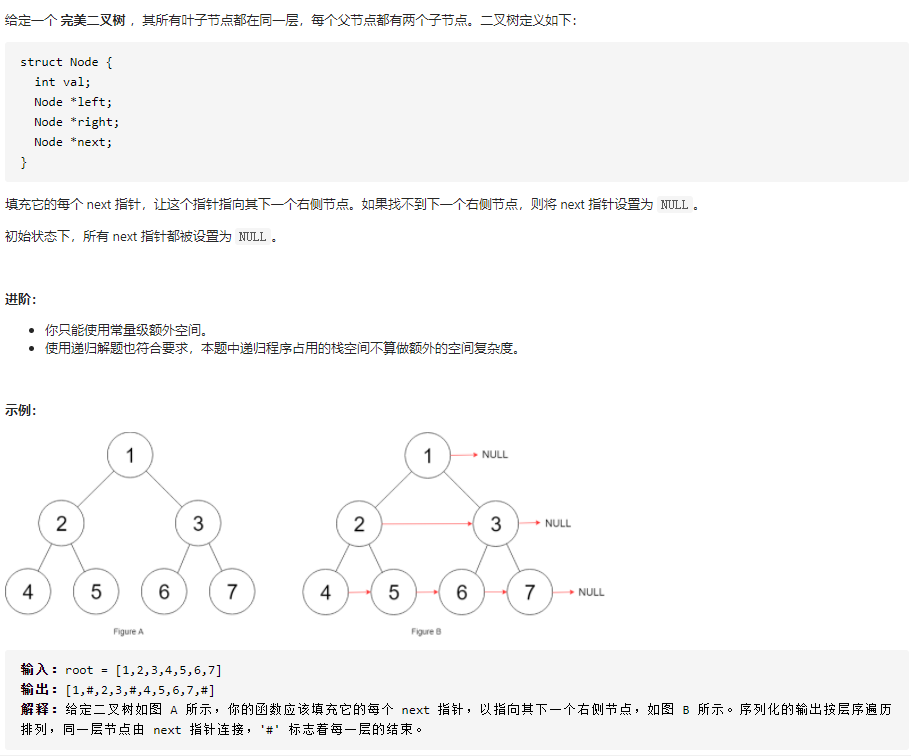 给定一个 完美二叉树 ，其所有叶子节点都在同一层，每个父节点都有两个子节点。二叉树定义如下：
struct Node {
  int val;
  Node *left;
  Node *right;
  Node *next;
}
填充它的每个 next 指针，让这个指针指向其下一个右侧节点。如果找不到下一个右侧节点，则将 next 指针设置为 NULL 。
初始状态下，所有 next 指针都被设置为 NULL 。
进阶：
• 你只能使用常量级额外空间。
• 使用递归解题也符合要求，本题中递归程序占用的栈空间不算做额外的空间复杂度。
示例：
1 1 NULL
2 3 2 3 NULL
4 5 6 7 4 5 6 7 NULL
Figure A Figure B
输入：root = [1,2,3,4,5,6,7]
输出：[1,#,2,3,#,4,5,6,7,#]
解释：给定二叉树如图 A 所示，你的函数应该填充它的每个 next 指针，以指向其下一个右侧节点，如图 B 所示。序列化的输出按层序遍历
排列，同一层节点由 next 指针连接，'#' 标志着每一层的结束。